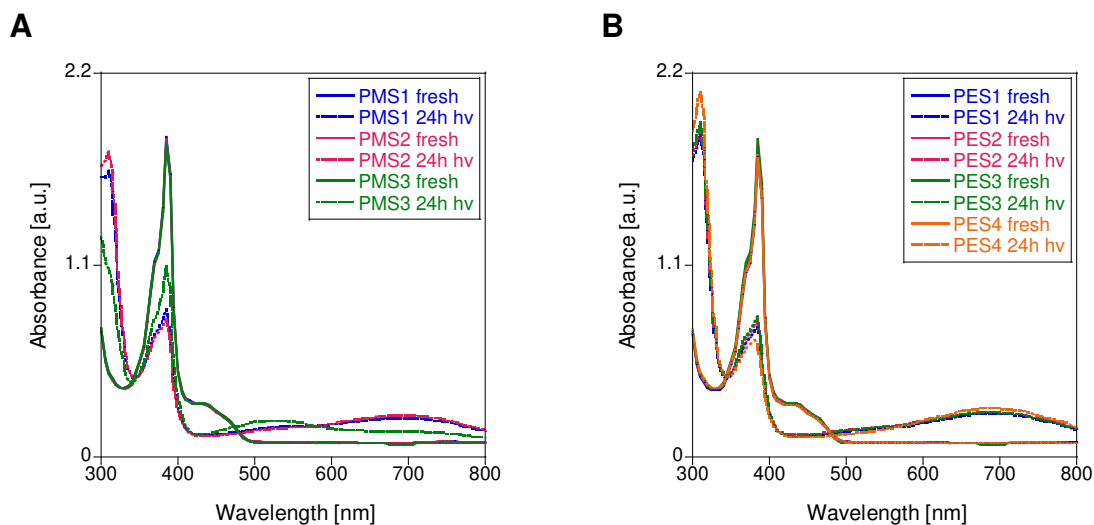 A
2.2
1.1
0
Absorbance [a.u.]
PMS1 fresh
PMS1 24h hv
PMS2 fresh
PMS2 24h hv
PMS3 fresh
PMS3 24h hv
300 400 500 600 700 800
Wavelength [nm]
B
2.2
1.1
0
Absorbance [a.u.]
PES1 fresh
PES1 24h hv
PES2 fresh
PES2 24h hv
PES3 fresh
PES3 24h hv
PES4 fresh
PES4 24h hv
300 400 500 600 700 800
Wavelength [nm]